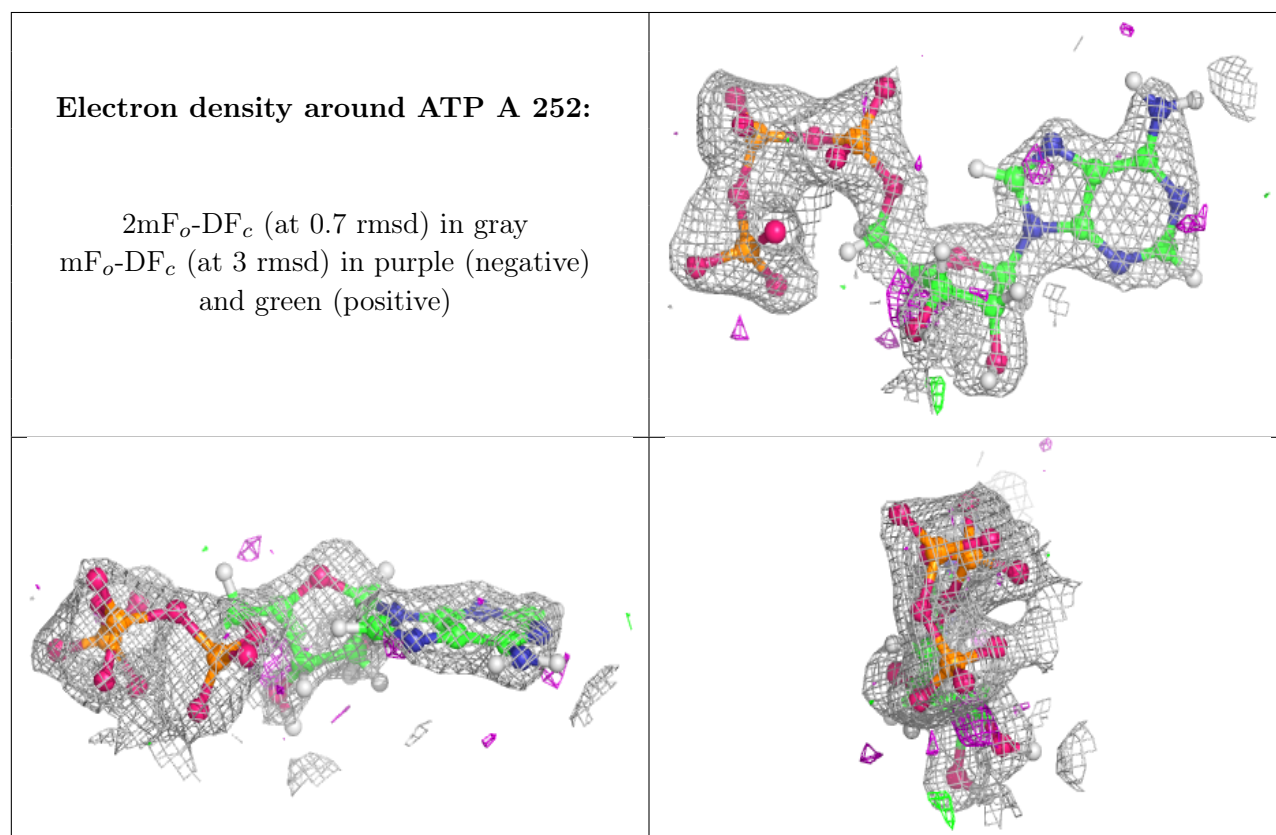 Electron density around ATP A 252:
2mFₒ-DF𝒸 (at 0.7 rmsd) in gray
mFₒ-DF𝒸 (at 3 rmsd) in purple (negative)
and green (positive)